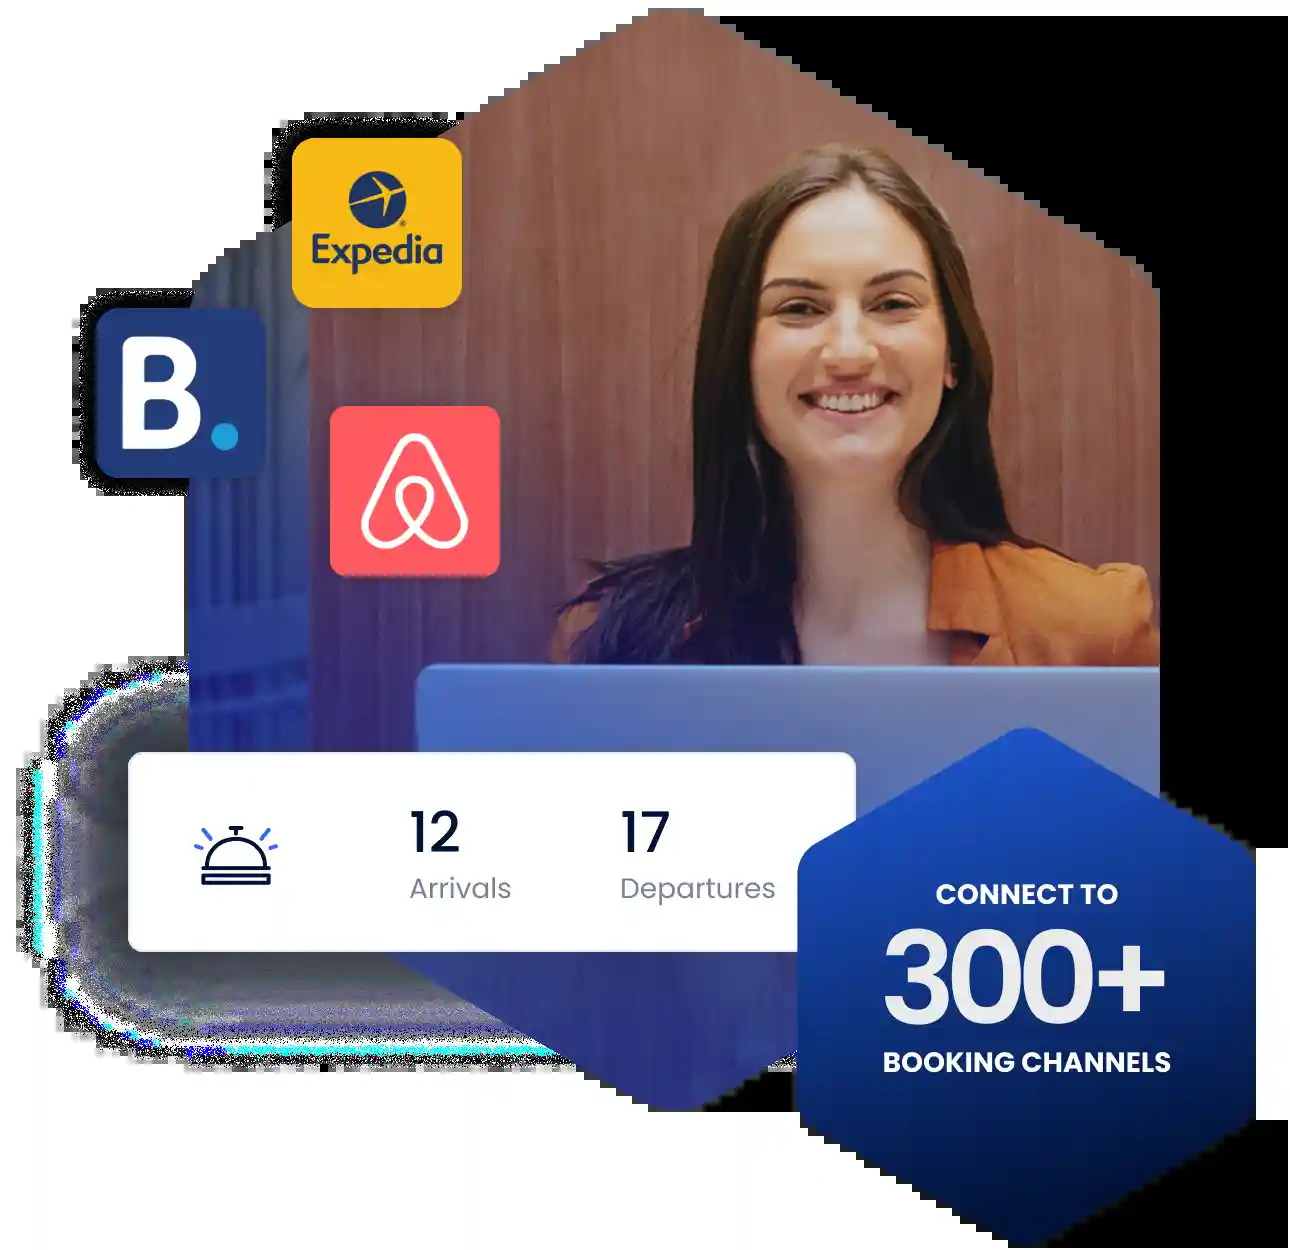 Expedia
B.
12
Arrivals
17
Departures
CONNECT TO
300+
BOOKING CHANNELS